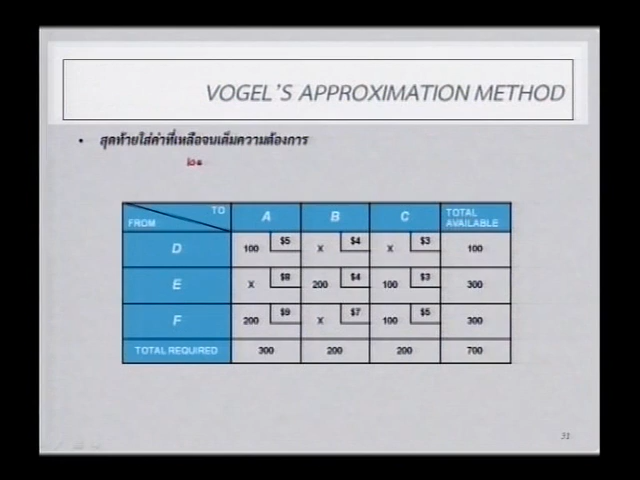 VOGEL'S APPROXIMATION METHOD
• สุดท้ายใส่ค่าที่เหลือจนเต็มความต้องการ
TO
FROM
A B C TOTAL AVAILABLE
D 100 $5 X $4 X $3 100
E X $8 200 $4 100 $3 300
F 200 $9 X $7 100 $5 300
TOTAL REQUIRED 300 200 200 700
31